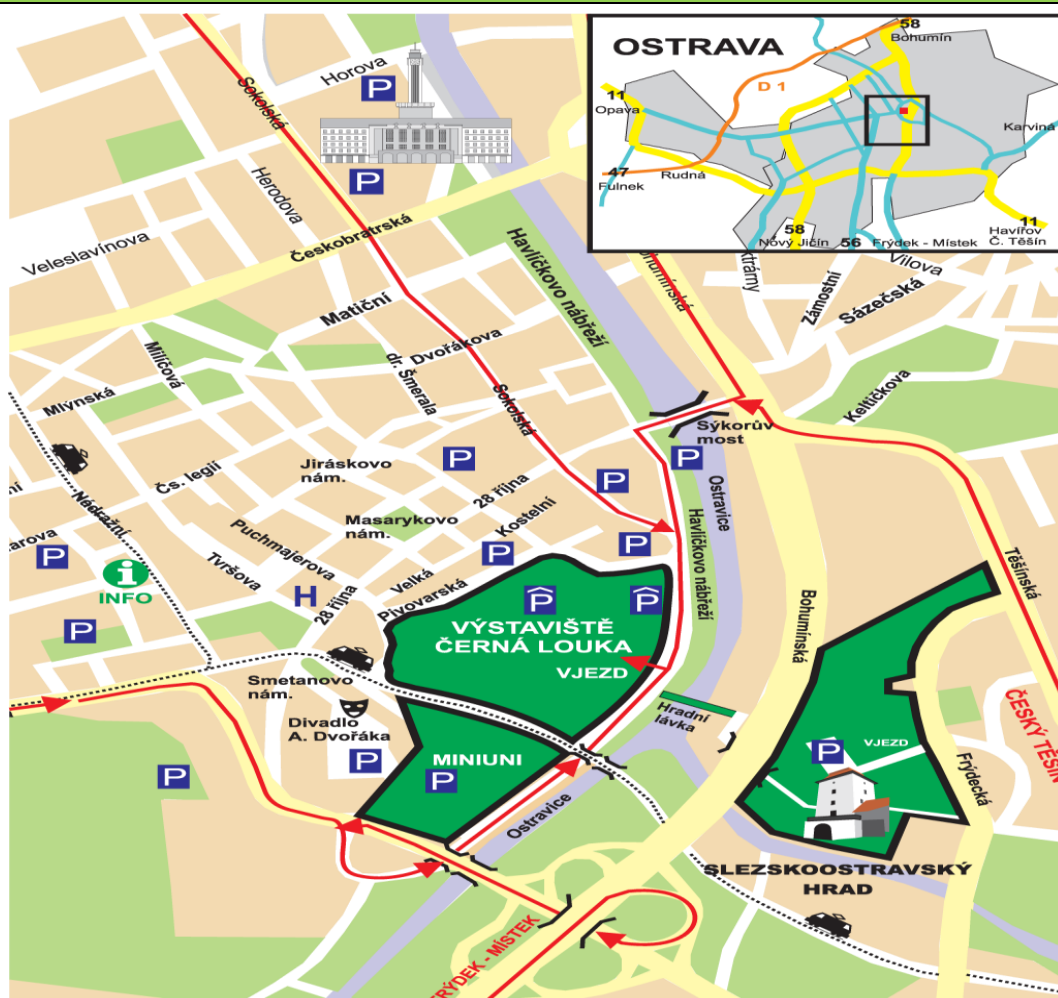 OSTRAVA
58
Bohumín
D 1
11
Opava
Karviná
47
Fulnek
Rudná
58
Nový Jičín
56
Frýdek - Místek
11
Havířov
Č. Těšín
Horova
P
Sokolská
P
Herodova
Českobratrská
Veleslavínova
Havlíčkovo nábřeží
Vilova
Zámostní
Sázečská
Matiční
Dvořákova
Milíčová
dr. Šmerala
Sokolská
Mlýnská
Keltičkova
Sýkorův
most
Jiráskovo
nám.
P
P
P
Čs. legií
28 října
Ostravice
Nádražní
Masarykovo
nám.
Kostelní
Havlíčkovo nábřeží
Puchmajerova
P
P
P
Těšínská
Tvršova
Velká
INFO
H
28 října
Pivovarská
P
P
Bohumínská
P
VÝSTAVIŠTĚ
ČERNÁ LOUKA
VJEZD
Smetanovo
nám.
Hradní
lávka
ČESKÝ TĚŠÍN
Divadlo
A. Dvořáka
P
P
MINIUNI
P
P
VJEZD
Frýdecká
Ostravice
SLEZSKOOSTRAVSKÝ
HRAD
FRÝDEK - MÍSTEK